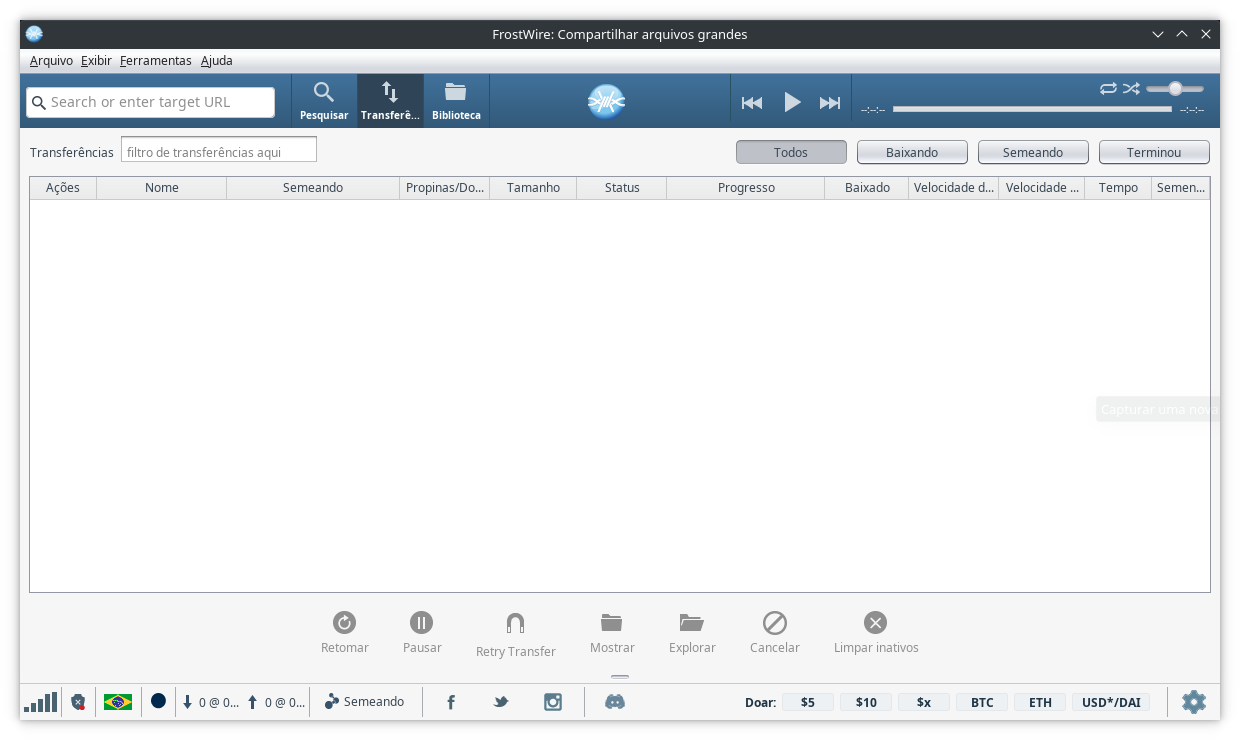 FrostWire: Compartilhar arquivos grandes
Arquivo Exibir Ferramentas Ajuda
Search or enter target URL
Pesquisar Transferê... Biblioteca
--:--:-- --:--:--
Transferências filtro de transferências aqui Todos Baixando Semeando Terminou
Ações Nome Semeando Propinas/Do... Tamanho Status Progresso Baixado Velocidade d... Velocidade ... Tempo Semen...
Capturar uma nova
Retomar Pausar Retry Transfer Mostrar Explorar Cancelar Limpar inativos
0 @ 0... 0 @ 0... Semeando Doar: $5 $10 $x BTC ETH USD*/DAI